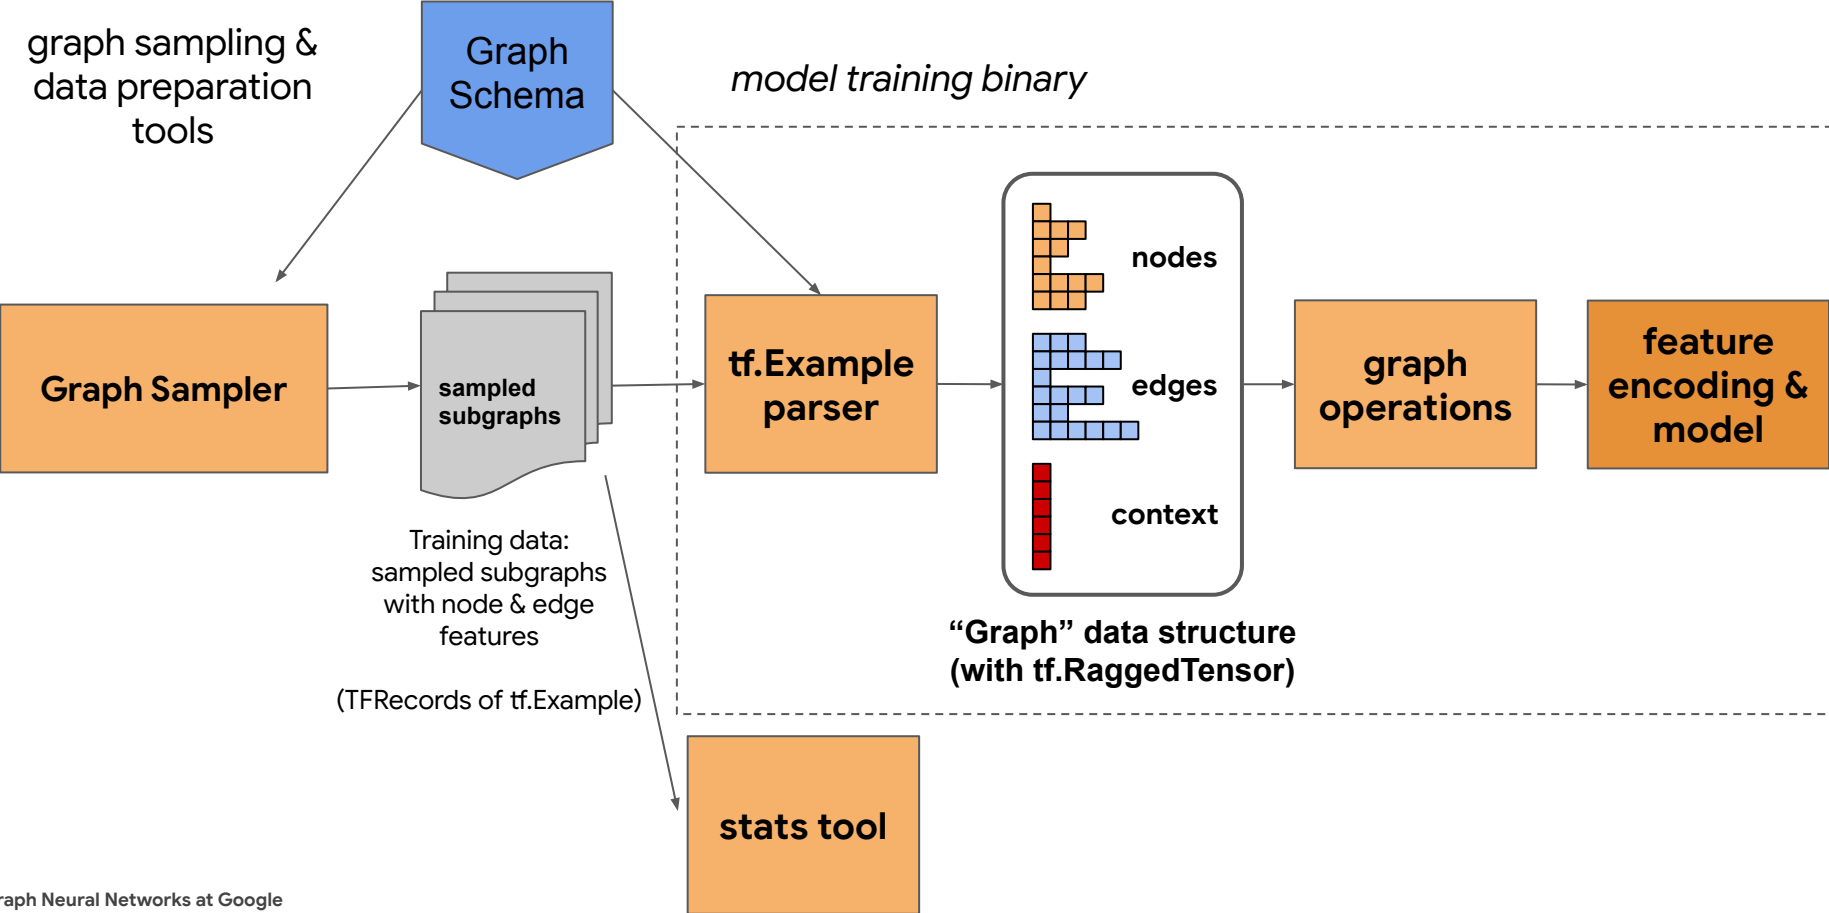 graph sampling &
data preparation
tools
Graph
Schema
model training binary
Graph Sampler
sampled
subgraphs
tf.Example
parser
nodes
edges
context
graph
operations
feature
encoding &
model
Training data:
sampled subgraphs
with node & edge
features
(TFRecords of tf.Example)
“Graph” data structure
(with tf.RaggedTensor)
stats tool
raph Neural Networks at Google